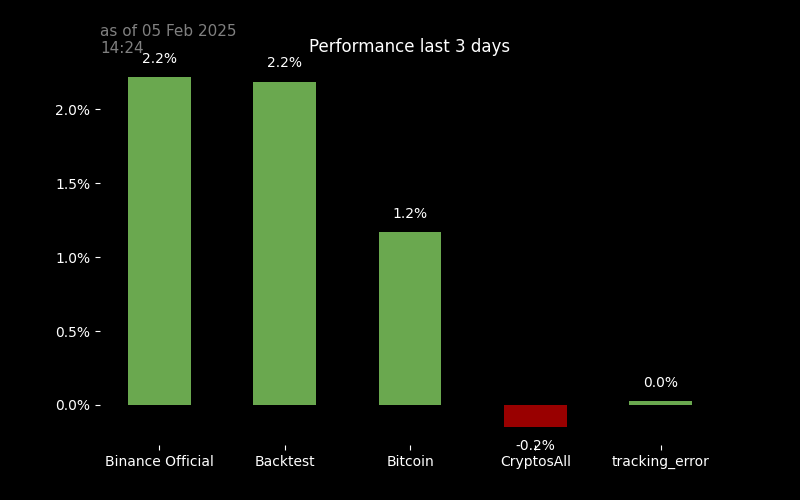 as of 05 Feb 2025
14:24
Performance last 3 days
2.2%
2.2%
1.2%
-0.2%
0.0%
2.0%
1.5%
1.0%
0.5%
0.0%
Binance Official
Backtest
Bitcoin
CryptosAll
tracking_error